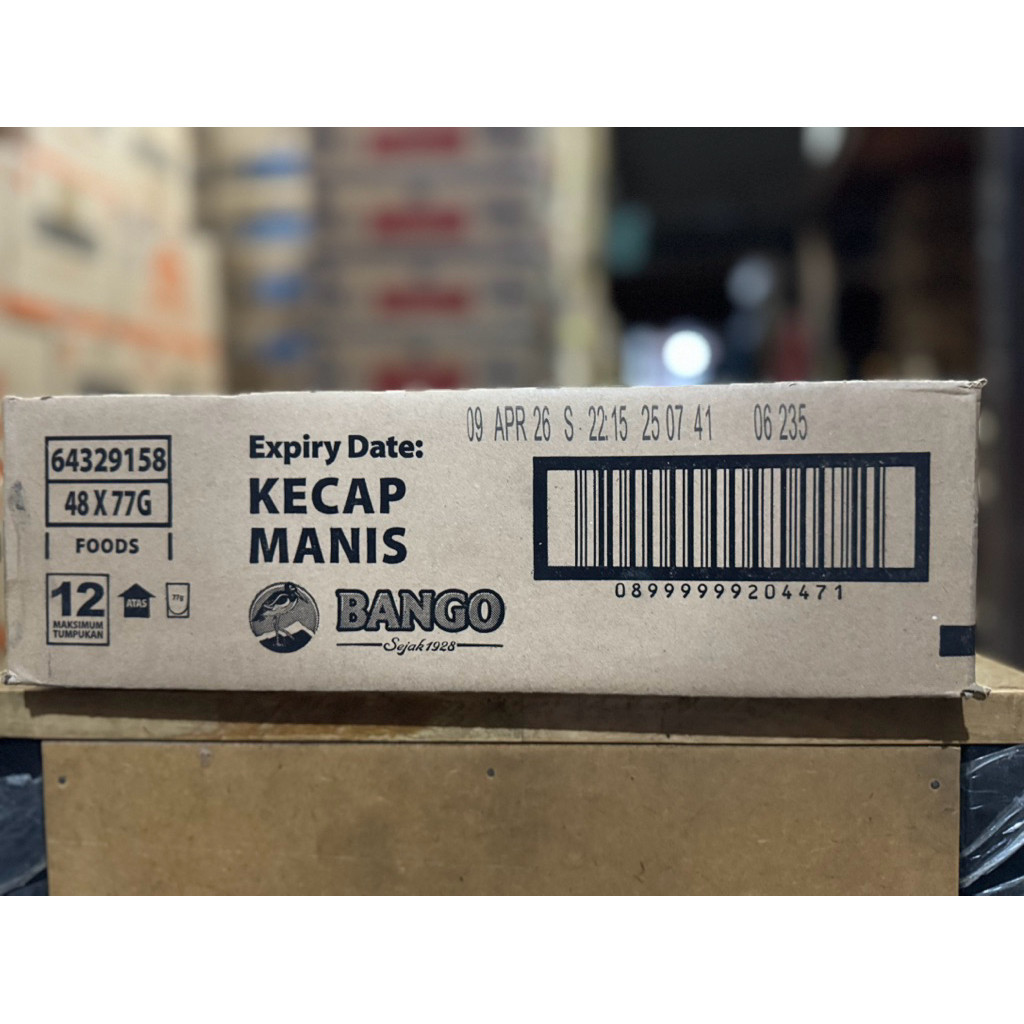 64329158
48 X 77G
FOODS
12
MAKSIMUM
TUMPUKAN
ATAS
77g
Expiry Date:
09 APR 26 S 22:15 25 07 41 06 235
KECAP
MANIS
BANGO
Sejak 1928
08999999204471